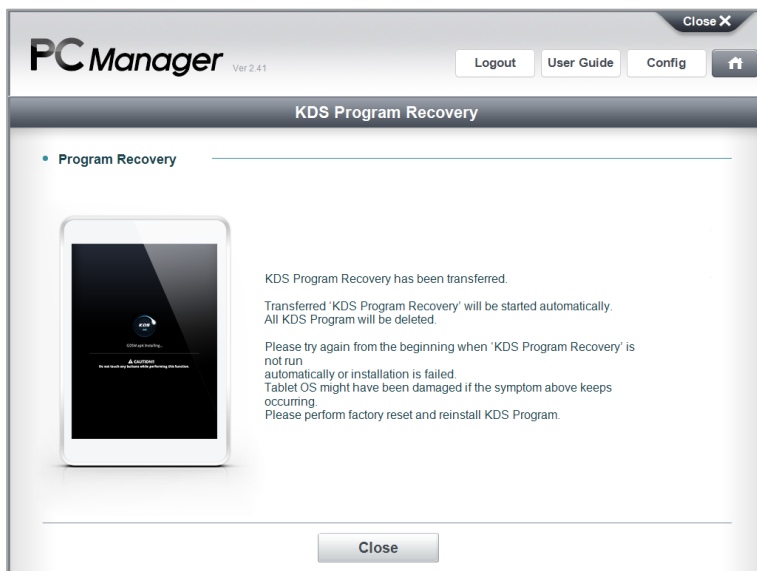 Close X
PC Manager Ver 2.41
Logout User Guide Config
KDS Program Recovery
• Program Recovery
KDS
GDSM.apk Installing...
CAUTION!!
Do not touch any buttons while performing this function.
KDS Program Recovery has been transferred.
Transferred ‘KDS Program Recovery’ will be started automatically.
All KDS Program will be deleted.
Please try again from the beginning when ‘KDS Program Recovery’ is
not run
automatically or installation is failed.
Tablet OS might have been damaged if the symptom above keeps
occurring.
Please perform factory reset and reinstall KDS Program.
Close